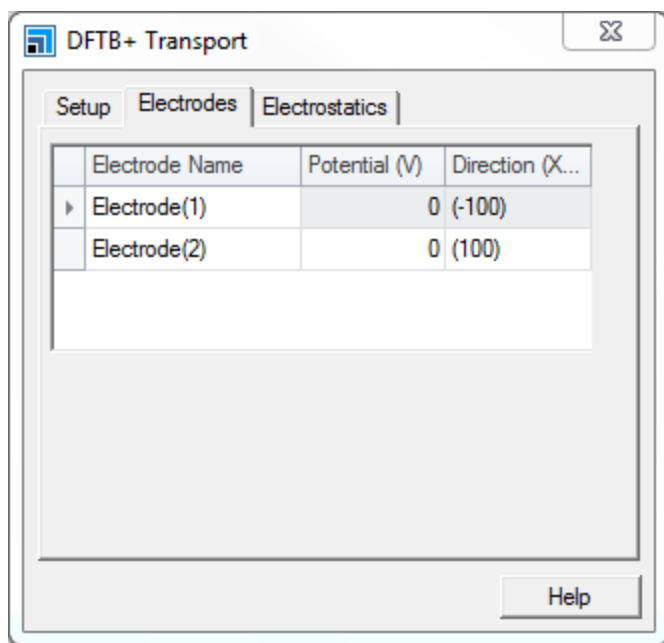 DFTB+ Transport
Setup Electrodes Electrostatics
Electrode Name Potential (V) Direction (X...
Electrode(1) 0 (-100)
Electrode(2) 0 (100)
Help